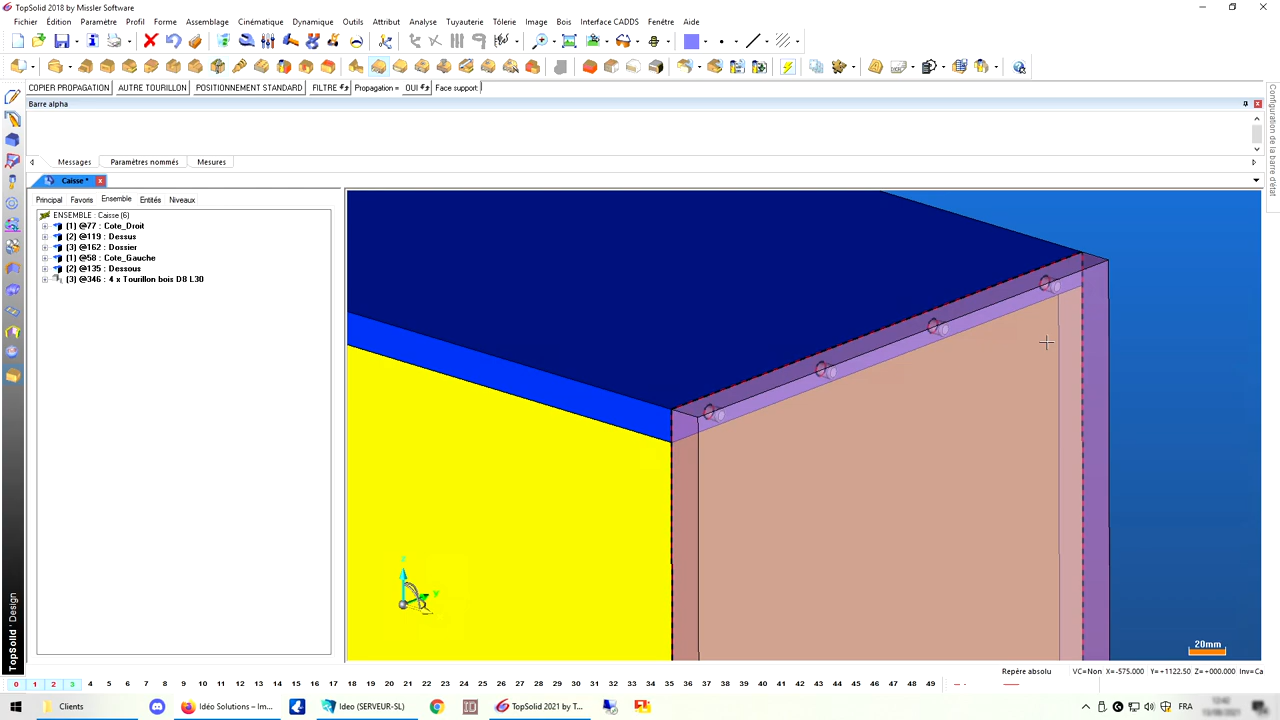 TopSolid 2018 by Missler Software
Fichier Édition Paramètre Profil Forme Assemblage Cinématique Dynamique Outils Attribut Analyse Tuyauterie Tôlerie Image Bois Interface CADDS Fenêtre Aide
COPIER PROPAGATION AUTRE TOURILLON POSITIONNEMENT STANDARD FILTRE Propagation = OUI Face support
Barre alpha
Messages Paramètres nommés Mesures
Caisse *
Principal Favoris Ensemble Entités Niveaux
ENSEMBLE : Caisse (6)
(1) @77 : Cote_Droit
(2) @119 : Dessus
(3) @162 : Dossier
(1) @58 : Cote_Gauche
(2) @135 : Dessous
(3) @346 : 4 x Tourillon bois D8 L30
Configuration de la barre d'état
TopSolid ' Design
z
y
20mm
Repère absolu VC=Non X=-575.000 Y=+1122.50 Z=+000.000 Inv=Ca
0 1 2 3 4 5 6 7 8 9 10 11 12 13 14 15 16 17 18 19 20 21 22 23 24 25 26 27 28 29 30 31 32 33 34 35 36 37 38 39 40 41 42 43 44 45 46 47 48 49
Clients Idéo Solutions – Im... Ideo (SERVEUR-SL) TopSolid 2021 by T... FRA